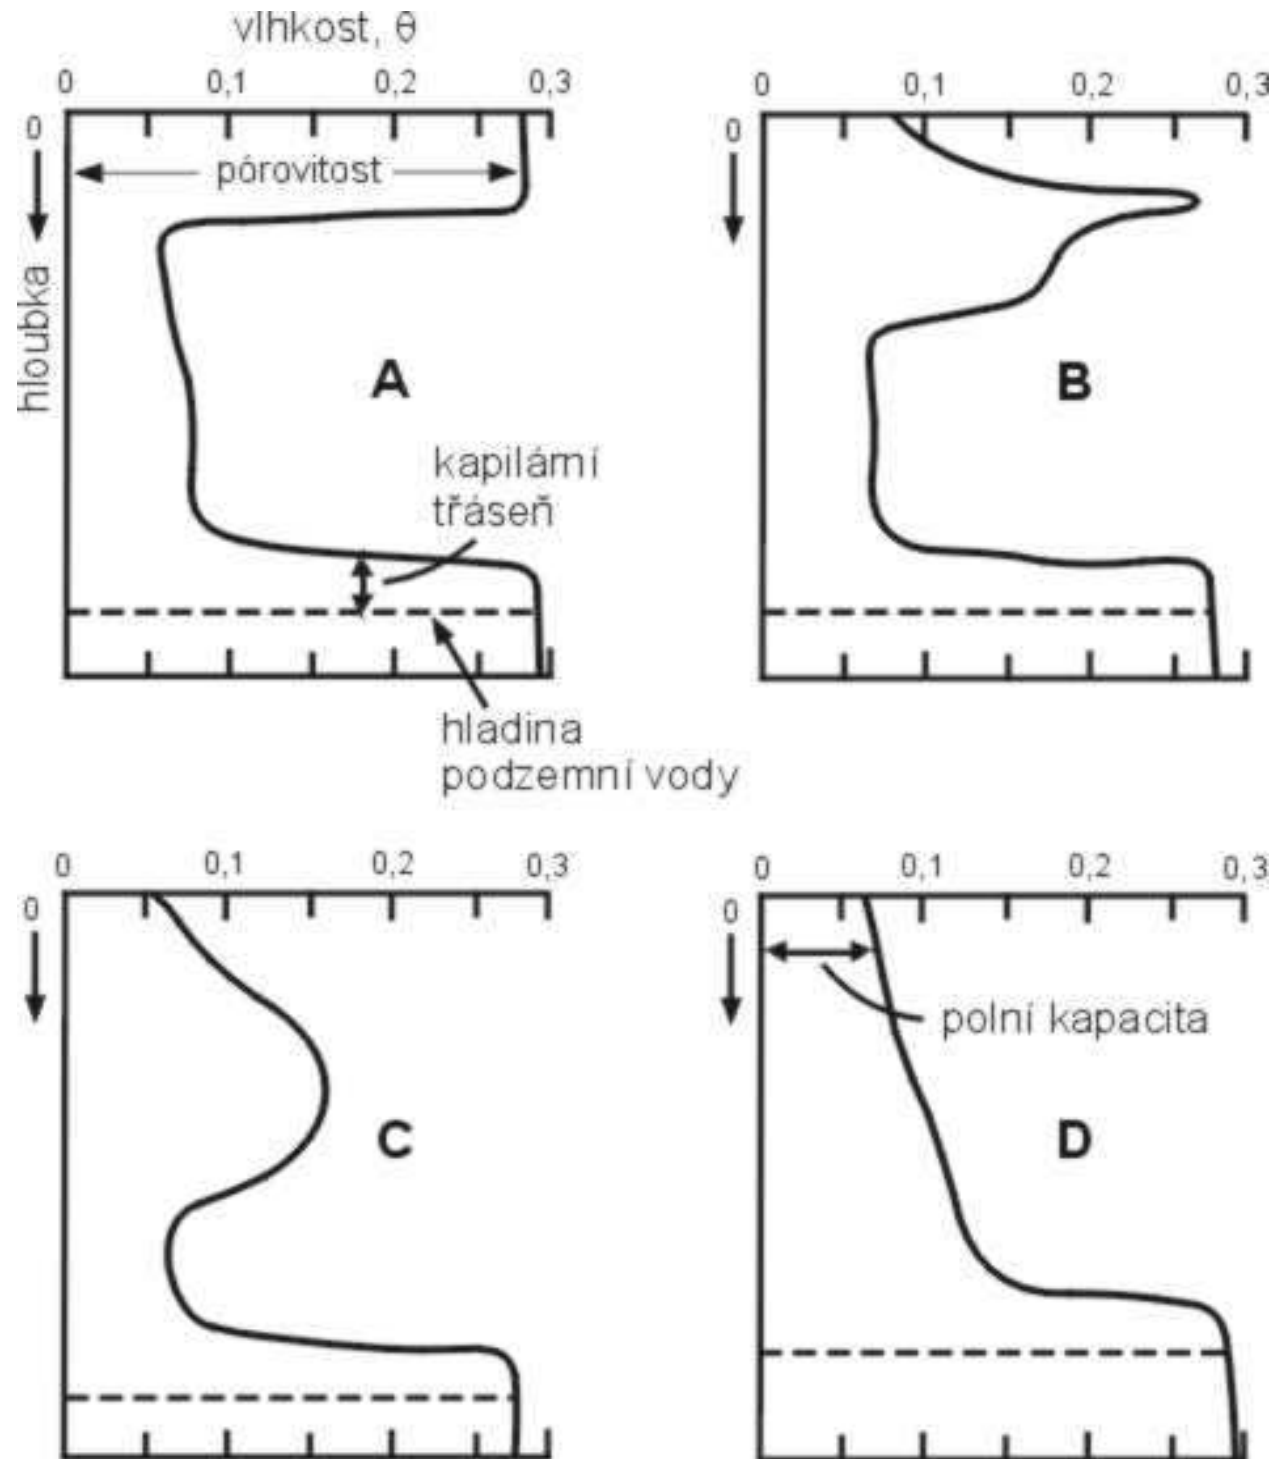 vlhkost, θ
0 0,1 0,2 0,3
0
párovitost
hloubka
A
kapilární
třáseň
hladina
podzemní vody
0 0,1 0,2 0,3
0
B
0 0,1 0,2 0,3
0
C
0 0,1 0,2 0,3
0
polní kapacita
D